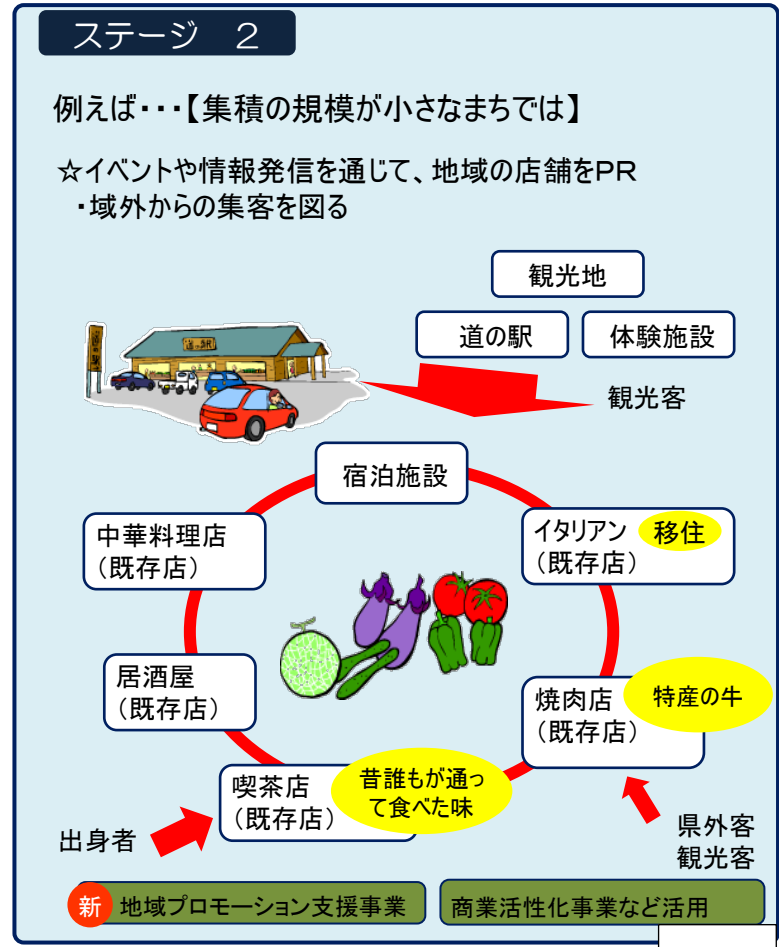 ステージ　２
例えば・・・【集積の規模が小さなまちでは】
☆イベントや情報発信を通じて、地域の店舗をＰＲ
・域外からの集客を図る
観光地
道の駅
体験施設
道の駅
道の駅
観光客
宿泊施設
中華料理店
（既存店）
イタリアン
（既存店）
移住
居酒屋
（既存店）
焼肉店
（既存店）
特産の牛
喫茶店
（既存店）
昔誰もが通っ
て食べた味
出身者
県外客
観光客
新
地域プロモーション支援事業
商業活性化事業など活用